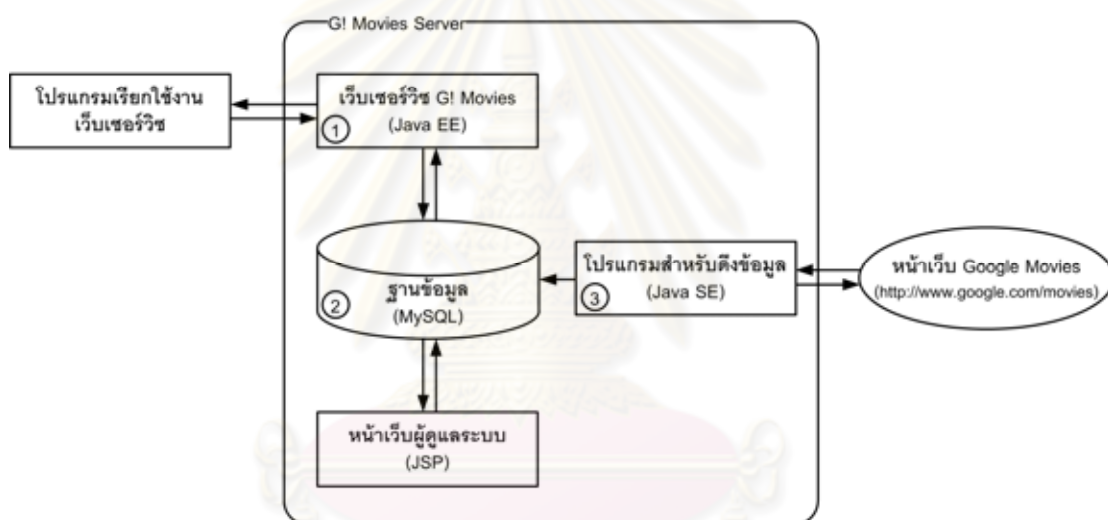 G! Movies Server
โปรแกรมเรียกใช้งาน
เว็บเซอร์วิซ
เว็บเซอร์วิซ G! Movies
(Java EE)
1
ฐานข้อมูล
(MySQL)
2
โปรแกรมสำหรับดึงข้อมูล
(Java SE)
3
หน้าเว็บ Google Movies
(http://www.google.com/movies)
หน้าเว็บผู้ดูแลระบบ
(JSP)